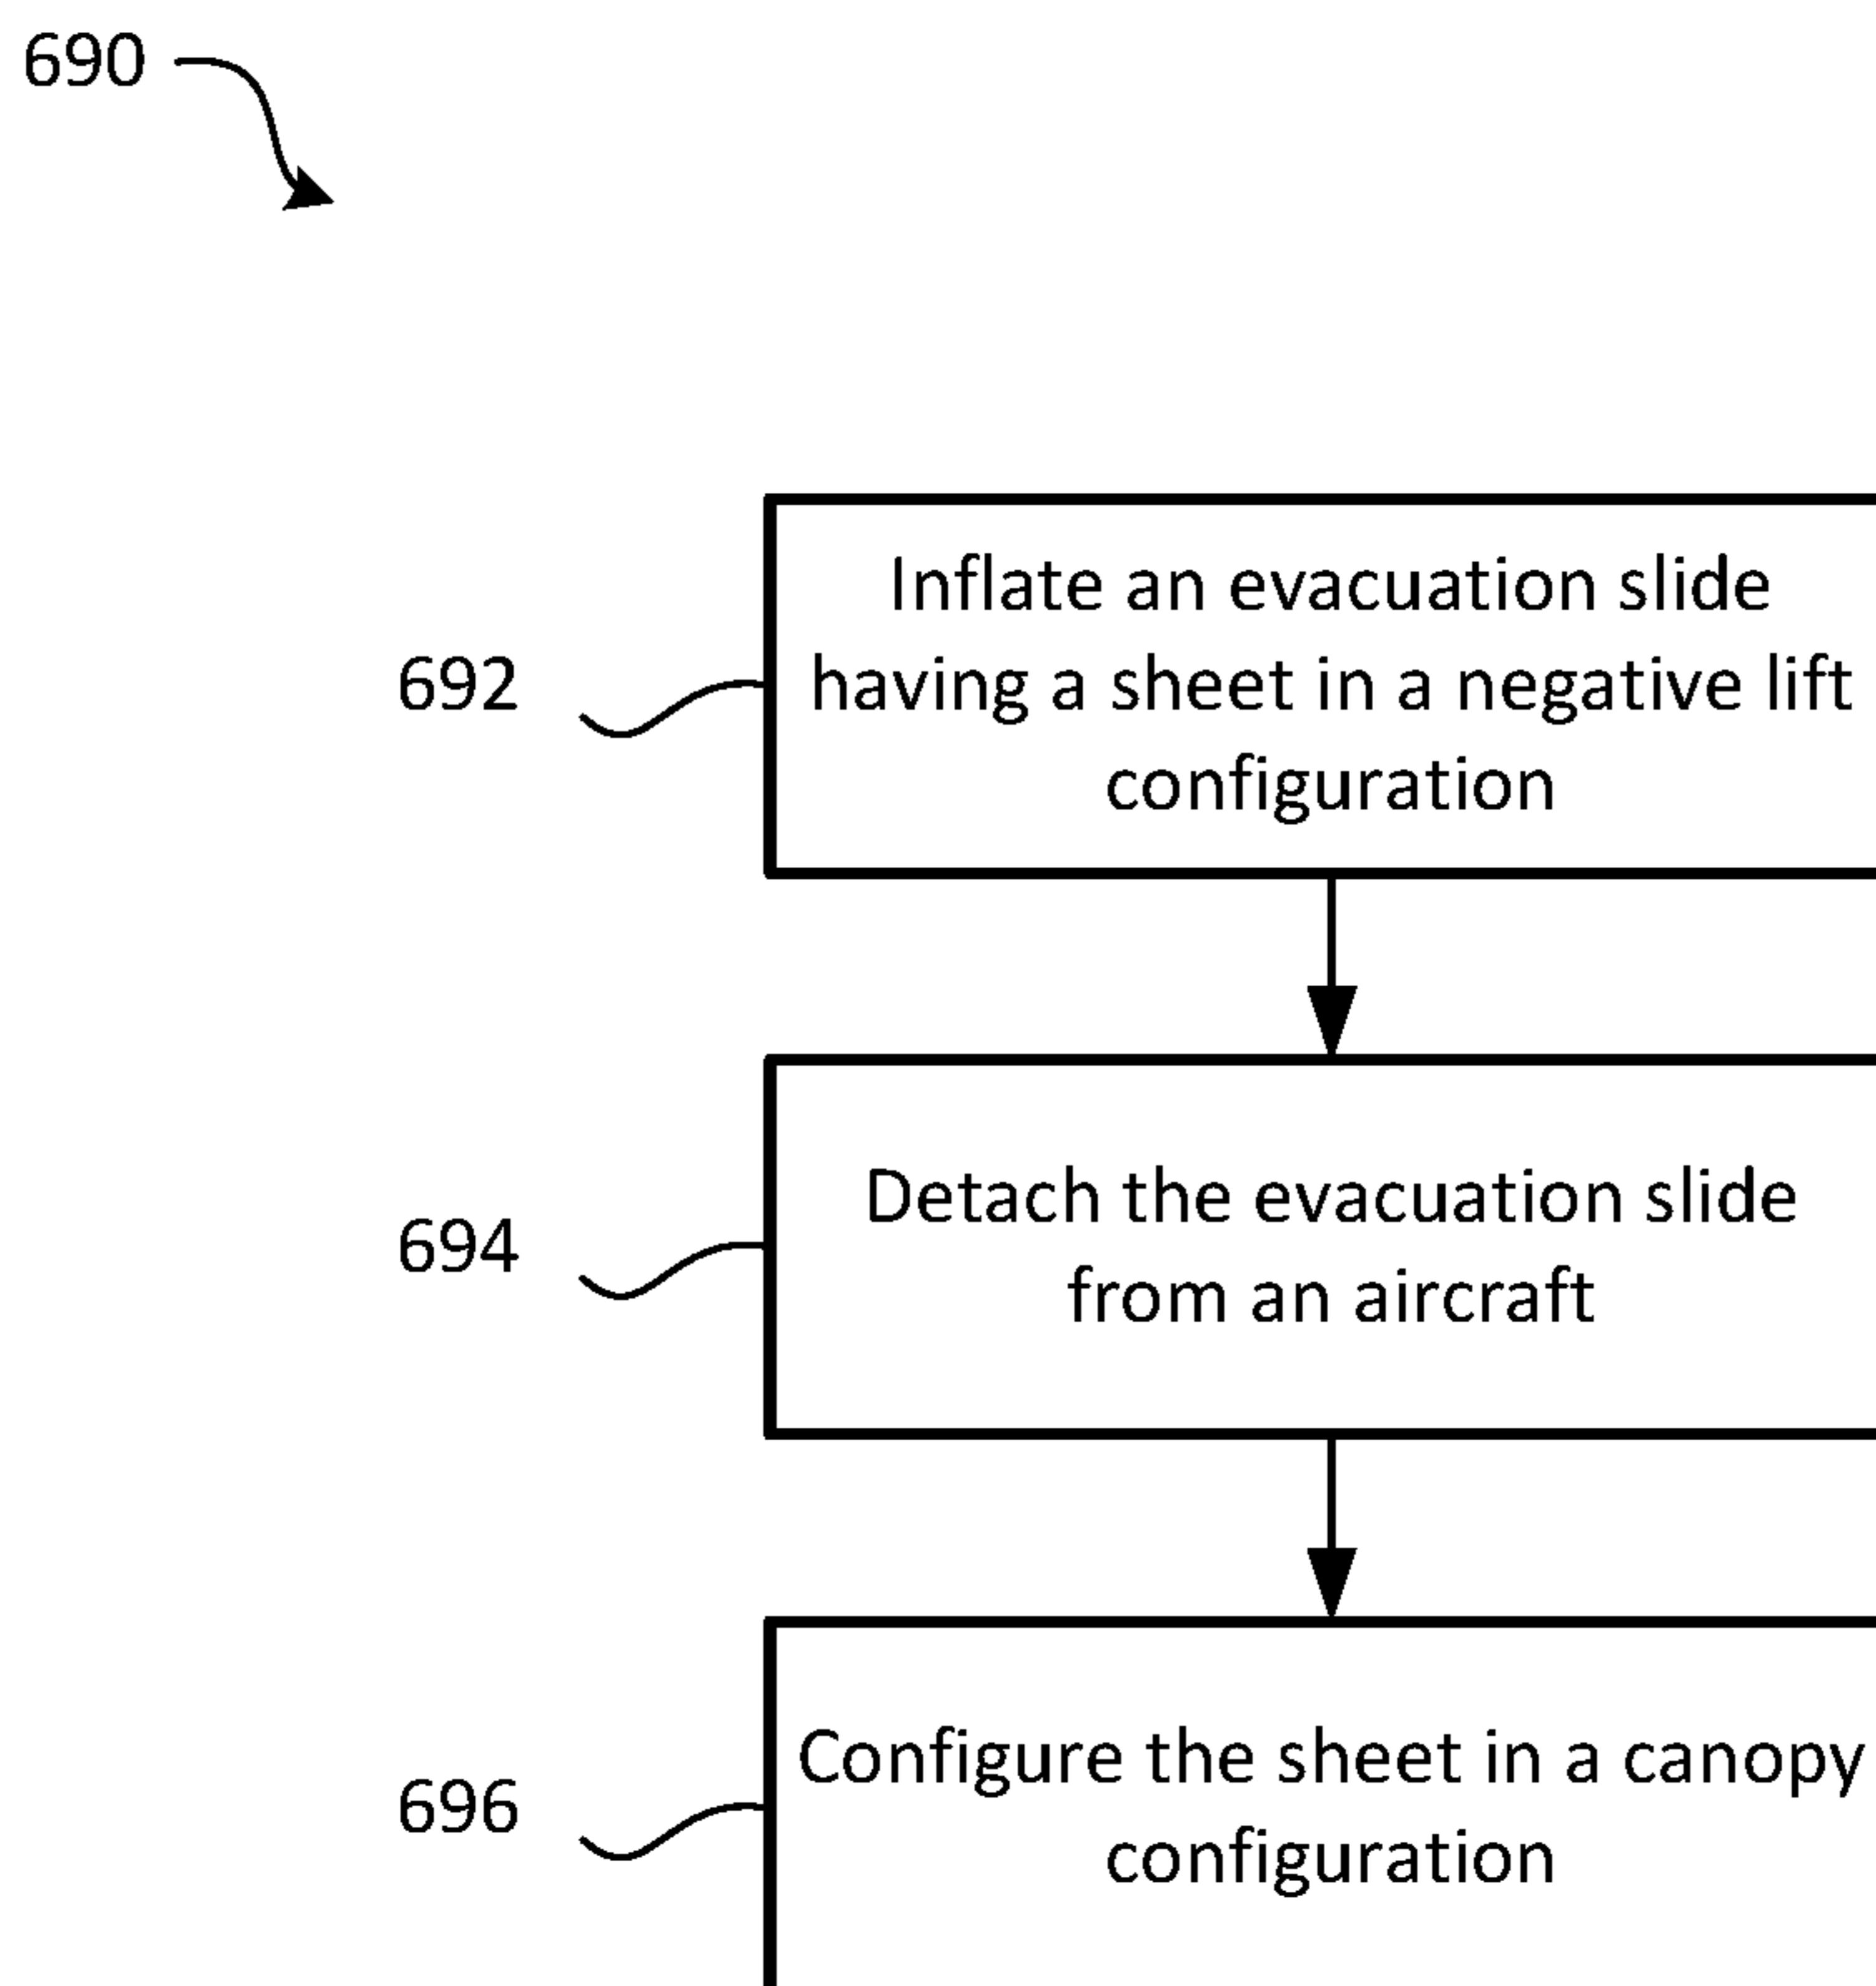 690
692
Inflate an evacuation slide
having a sheet in a negative lift
configuration
694
Detach the evacuation slide
from an aircraft
696
Configure the sheet in a canopy
configuration